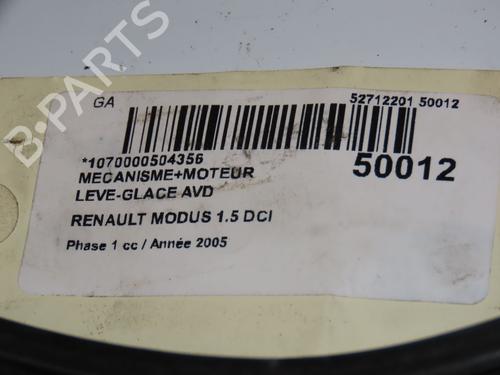 B-PARTS
GA
52712201 50012
*1070000504356
50012
MECANISME+MOTEUR
LEVE-GLACE AVD
RENAULT MODUS 1.5 DCI
Phase 1 cc / Année 2005